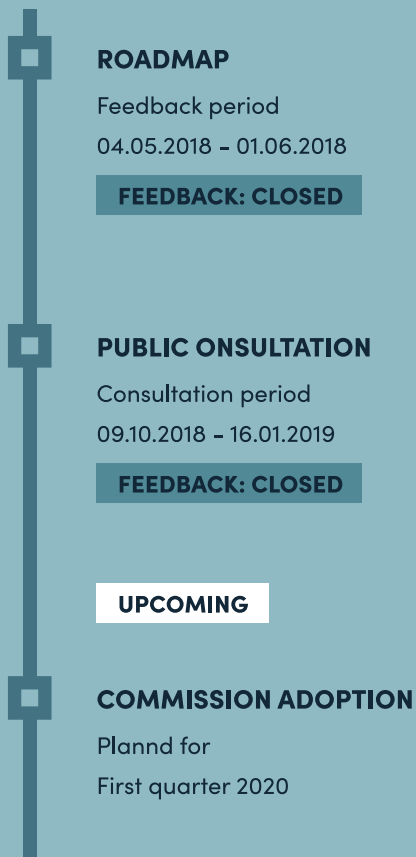 ROADMAP
Feedback period
04.05.2018 – 01.06.2018
FEEDBACK: CLOSED
PUBLIC ONSULTATION
Consultation period
09.10.2018 – 16.01.2019
FEEDBACK: CLOSED
UPCOMING
COMMISSION ADOPTION
Plannd for
First quarter 2020